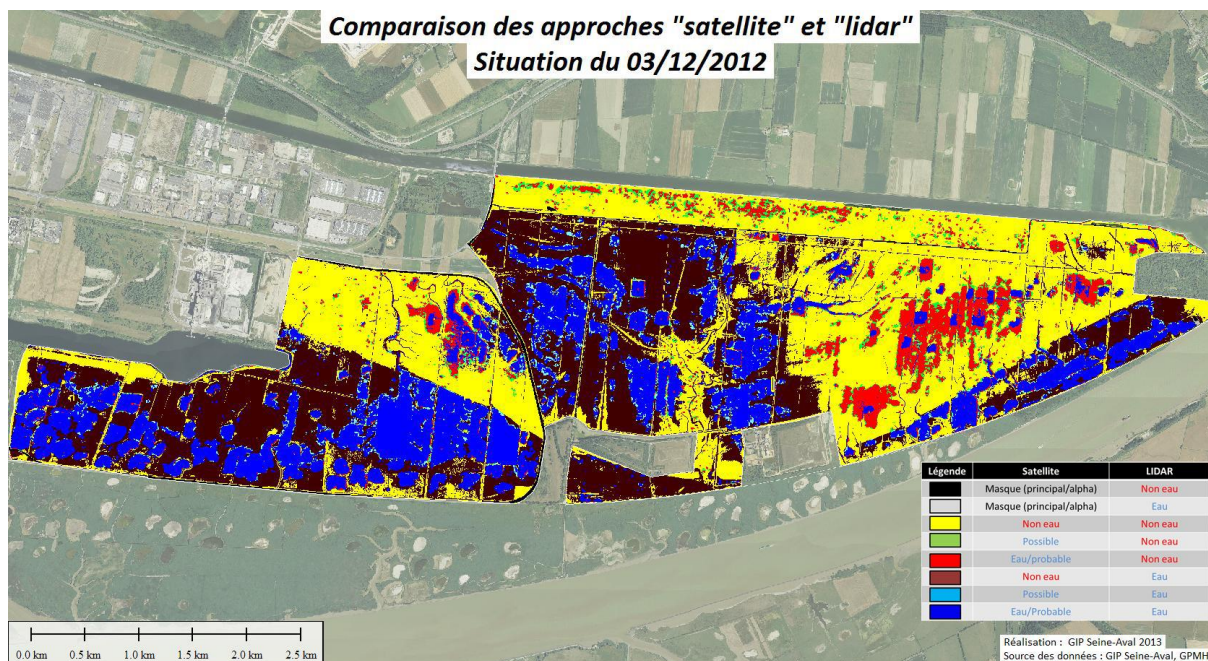 Comparaison des approches "satellite" et "lidar"
Situation du 03/12/2012
Légende Satellite LIDAR
Masque (principal/alpha) Non eau
Masque (principal/alpha) Eau
Non eau Non eau
Possible Non eau
Eau/probable Non eau
Non eau Eau
Possible Eau
Eau/Probable Eau
0.0 km 0.5 km 1.0 km 1.5 km 2.0 km 2.5 km
Réalisation : GIP Seine-Aval 2013
Source des données : GIP Seine-Aval, GPMH